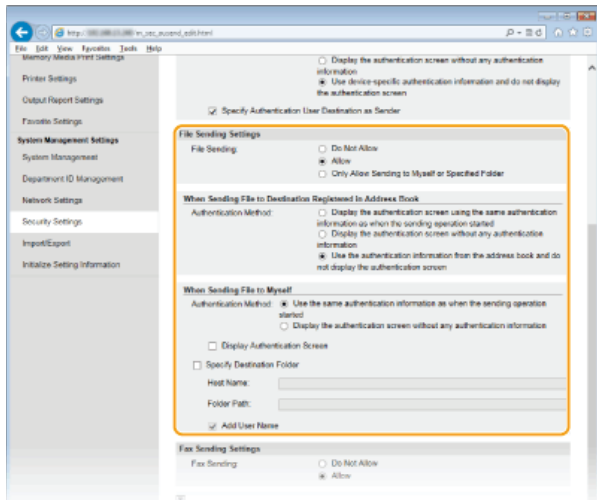 http://
m_sec_ausend_edit.html
File Edit View Favorites Tools Help
Memory Media Print Settings
Printer Settings
Output Report Settings
Favorite Settings
System Management Settings
System Management
Department ID Management
Network Settings
Security Settings
Import/Export
Initialize Setting Information
Display the authentication screen without any authentication
information
Use device-specific authentication information and do not display
the authentication screen
Specify Authentication User Destination as Sender
File Sending Settings
File Sending:
Do Not Allow
Allow
Only Allow Sending to Myself or Specified Folder
When Sending File to Destination Registered In Address Book
Authentication Method:
Display the authentication screen using the same authentication
information as when the sending operation started
Display the authentication screen without any authentication
information
Use the authentication information from the address book and do
not display the authentication screen
When Sending File to Myself
Authentication Method:
Use the same authentication information as when the sending operation
started
Display the authentication screen without any authentication information
Display Authentication Screen
Specify Destination Folder
Host Name:
Folder Path:
Add User Name
Fax Sending Settings
Fax Sending:
Do Not Allow
Allow